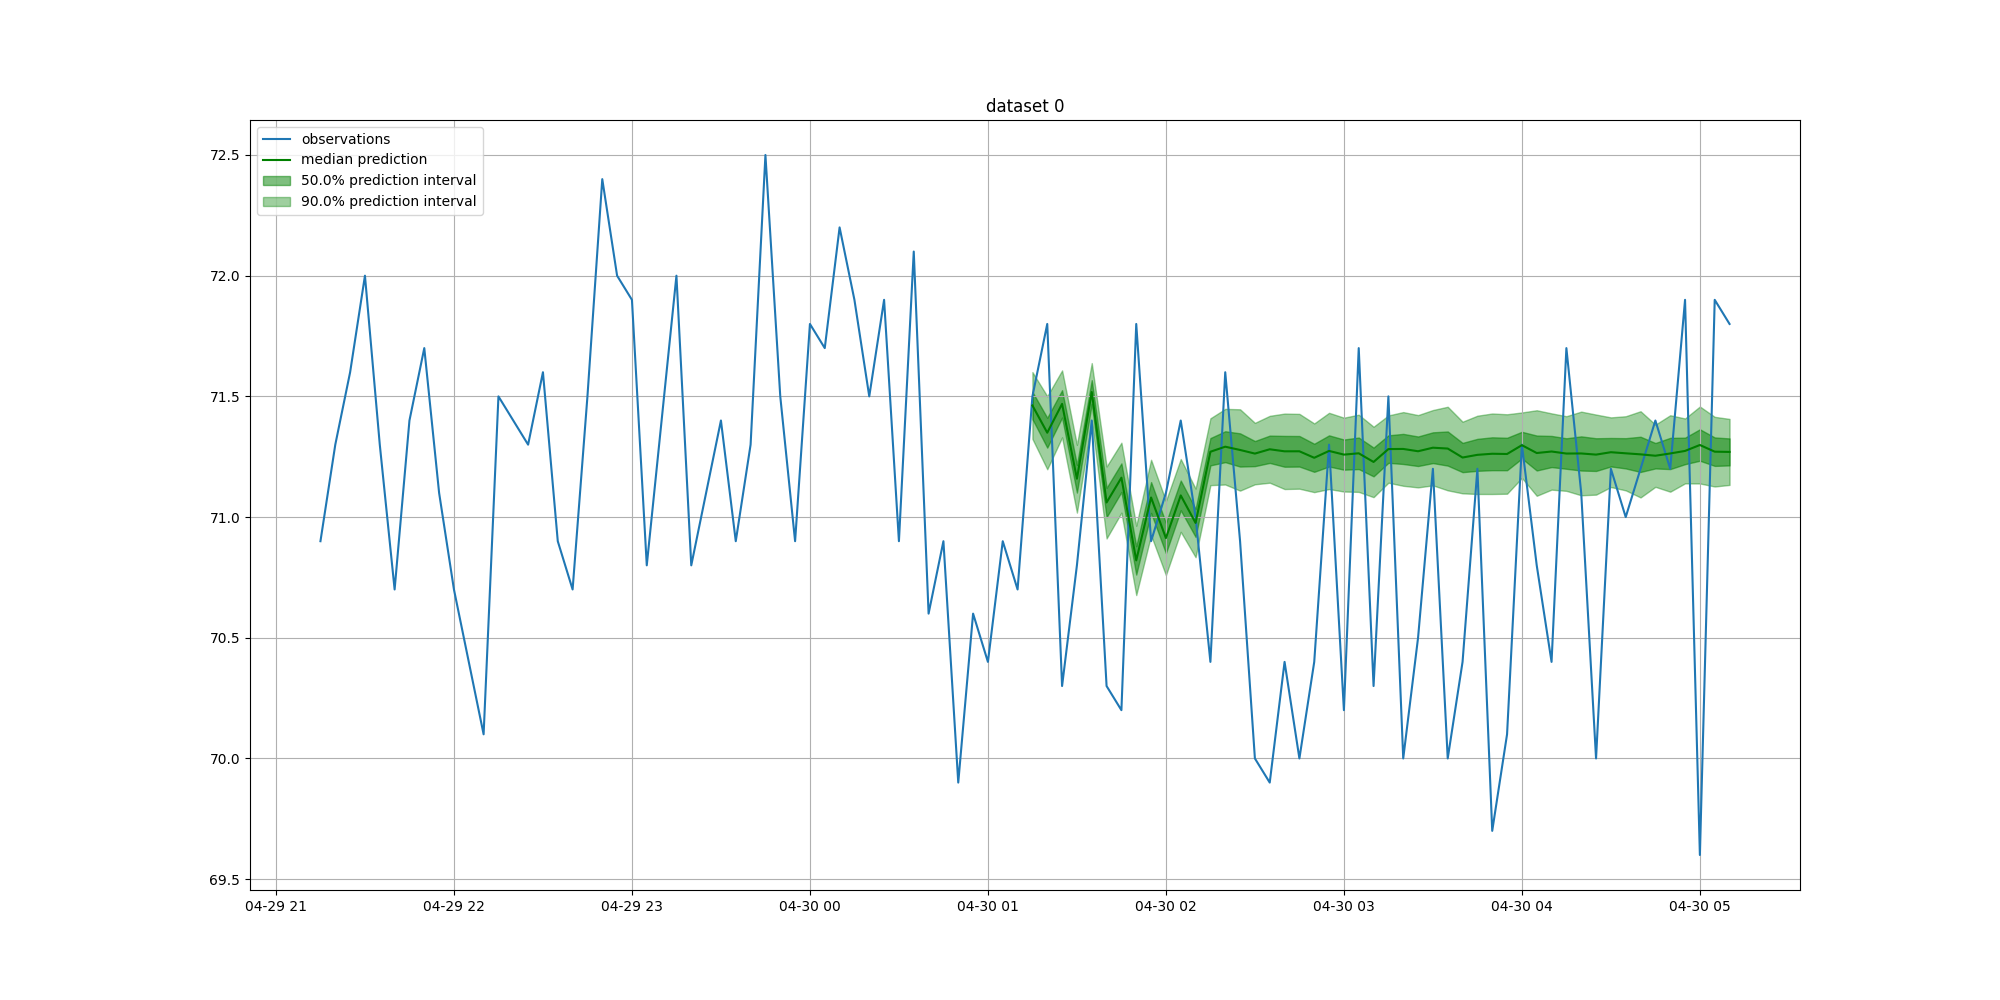 dataset 0
observations
median prediction
50.0% prediction interval
90.0% prediction interval
72.5
72.0
71.5
71.0
70.5
70.0
69.5
04-29 21 04-29 22 04-29 23 04-30 00 04-30 01 04-30 02 04-30 03 04-30 04 04-30 05